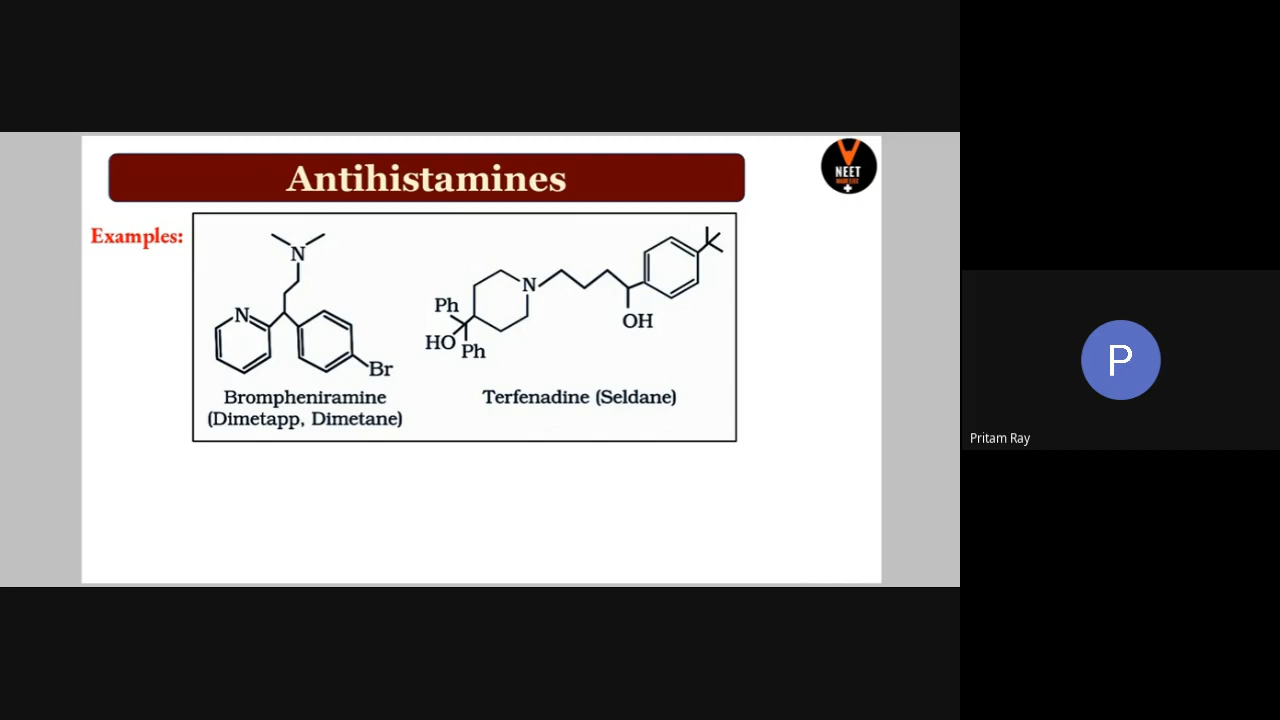 Antihistamines
NEET
Examples:
N
N
Br
Brompheniramine
(Dimetapp, Dimetane)
N
Ph
HO
Ph
OH
Terfenadine (Seldane)
P
Pritam Ray